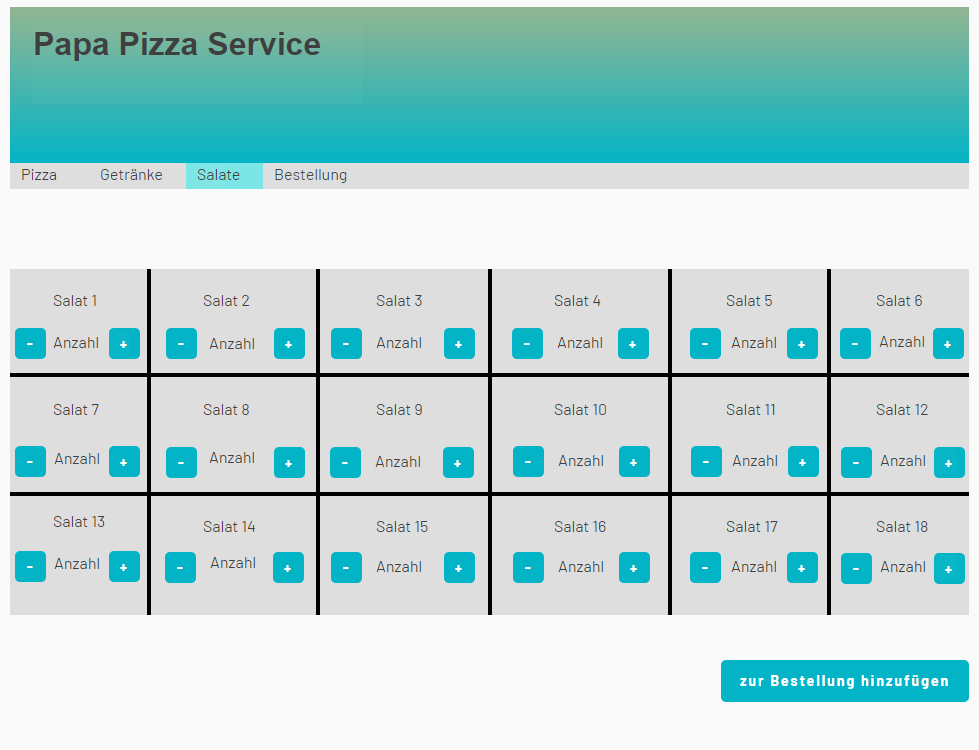 Papa Pizza Service
Pizza Getränke Salate Bestellung
Salat 1 Salat 2 Salat 3 Salat 4 Salat 5 Salat 6
- Anzahl + - Anzahl + - Anzahl + - Anzahl + - Anzahl + - Anzahl +
Salat 7 Salat 8 Salat 9 Salat 10 Salat 11 Salat 12
- Anzahl + - Anzahl + - Anzahl + - Anzahl + - Anzahl + - Anzahl +
Salat 13 Salat 14 Salat 15 Salat 16 Salat 17 Salat 18
- Anzahl + - Anzahl + - Anzahl + - Anzahl + - Anzahl + - Anzahl +
zur Bestellung hinzufügen